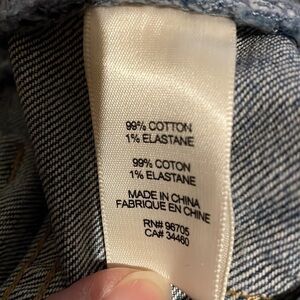 99% COTTON
1% ELASTANE
99% COTON
1% ELASTANE
MADE IN CHINA
FABRIQUE EN CHINE
RN# 96705
CA# 34460